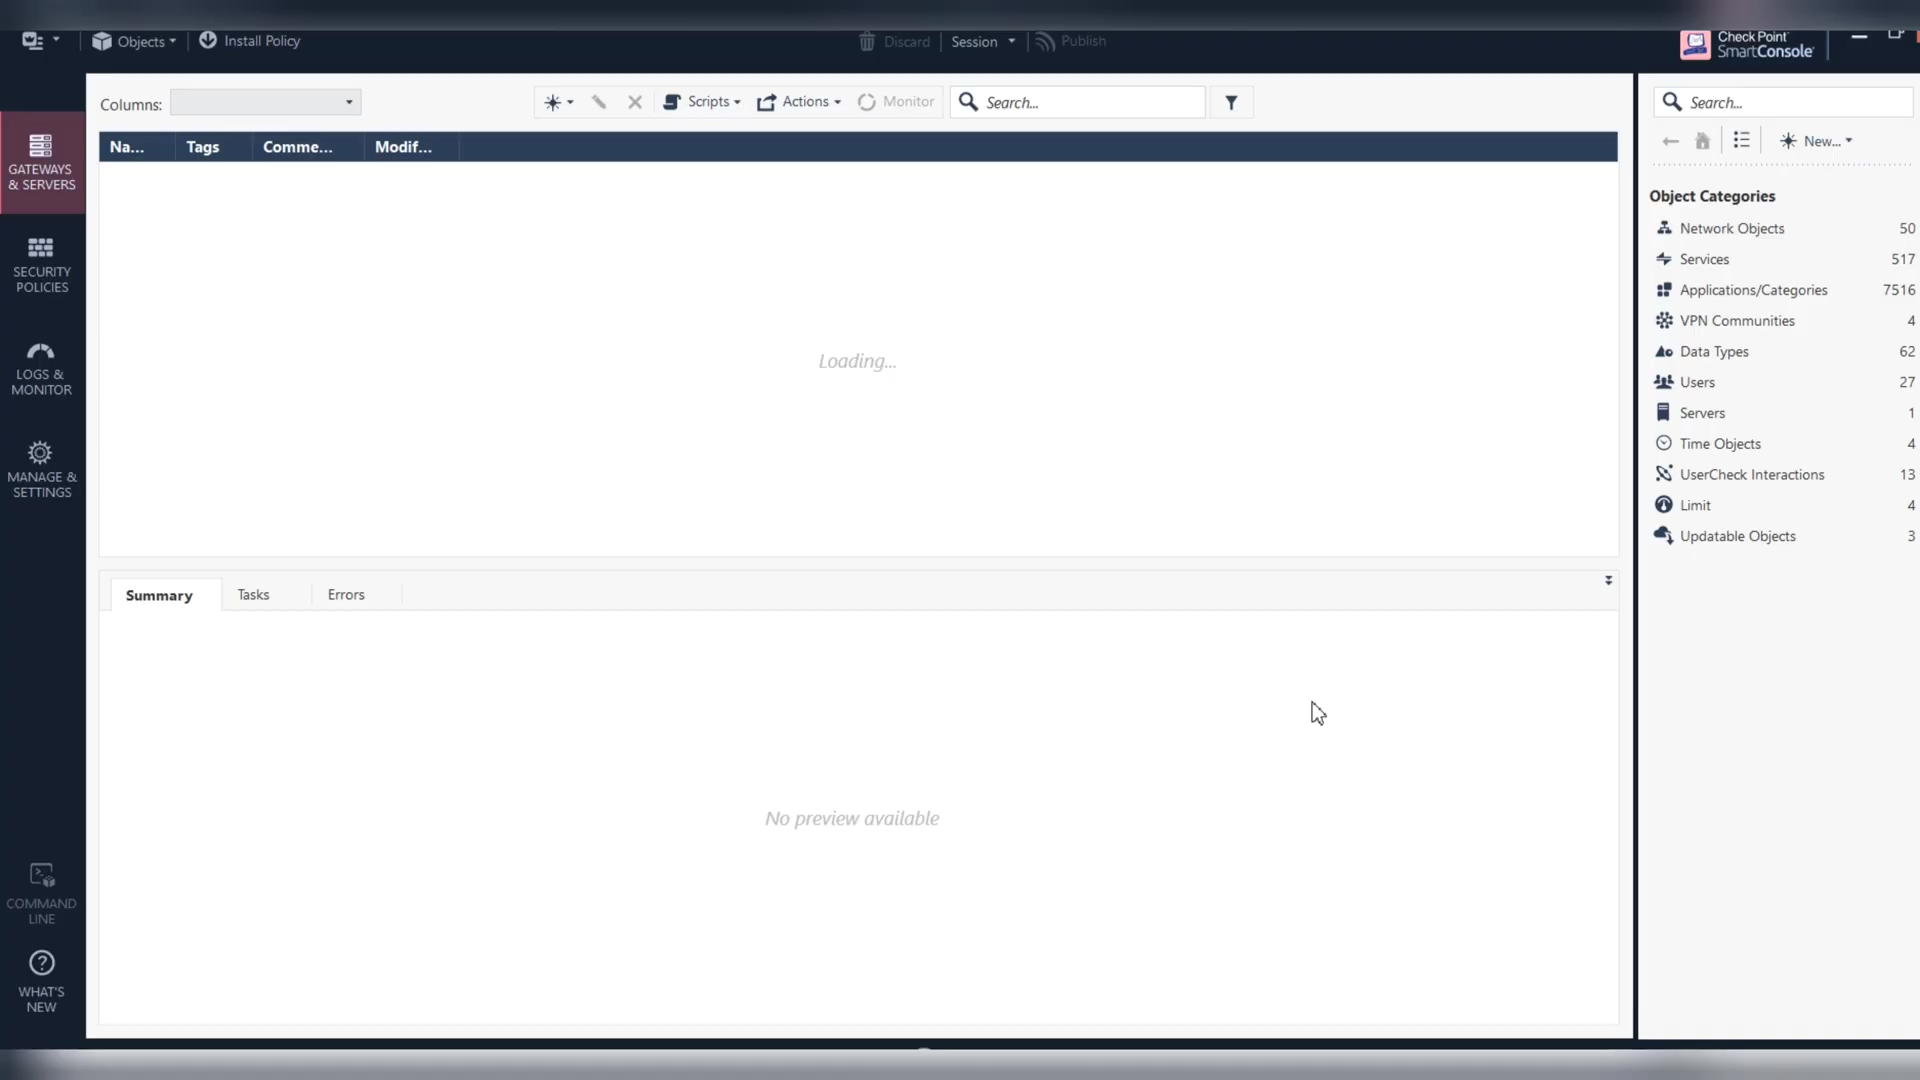 Objects
Install Policy
Discard
Session
Publish
Check Point
SmartConsole
Columns:
Scripts
Actions
Monitor
Search...
Search...
New...
Na...
Tags
Comme...
Modif...
GATEWAYS
& SERVERS
SECURITY
POLICIES
LOGS &
MONITOR
MANAGE &
SETTINGS
COMMAND
LINE
WHAT'S
NEW
Loading...
Summary
Tasks
Errors
No preview available
Object Categories
Network Objects 50
Services 517
Applications/Categories 7516
VPN Communities 4
Data Types 62
Users 27
Servers 1
Time Objects 4
UserCheck Interactions 13
Limit 4
Updatable Objects 3